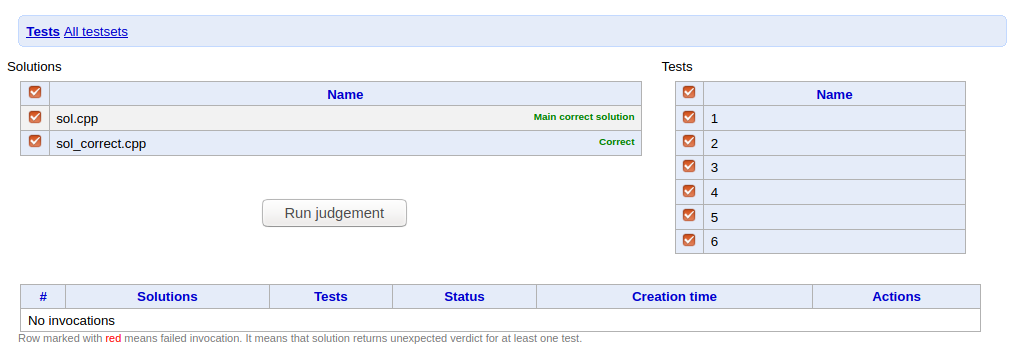 Tests All testsets
Solutions
Name
sol.cpp Main correct solution
sol_correct.cpp Correct
Run judgement
Tests
Name
1
2
3
4
5
6
# Solutions Tests Status Creation time Actions
No invocations
Row marked with red means failed invocation. It means that solution returns unexpected verdict for at least one test.